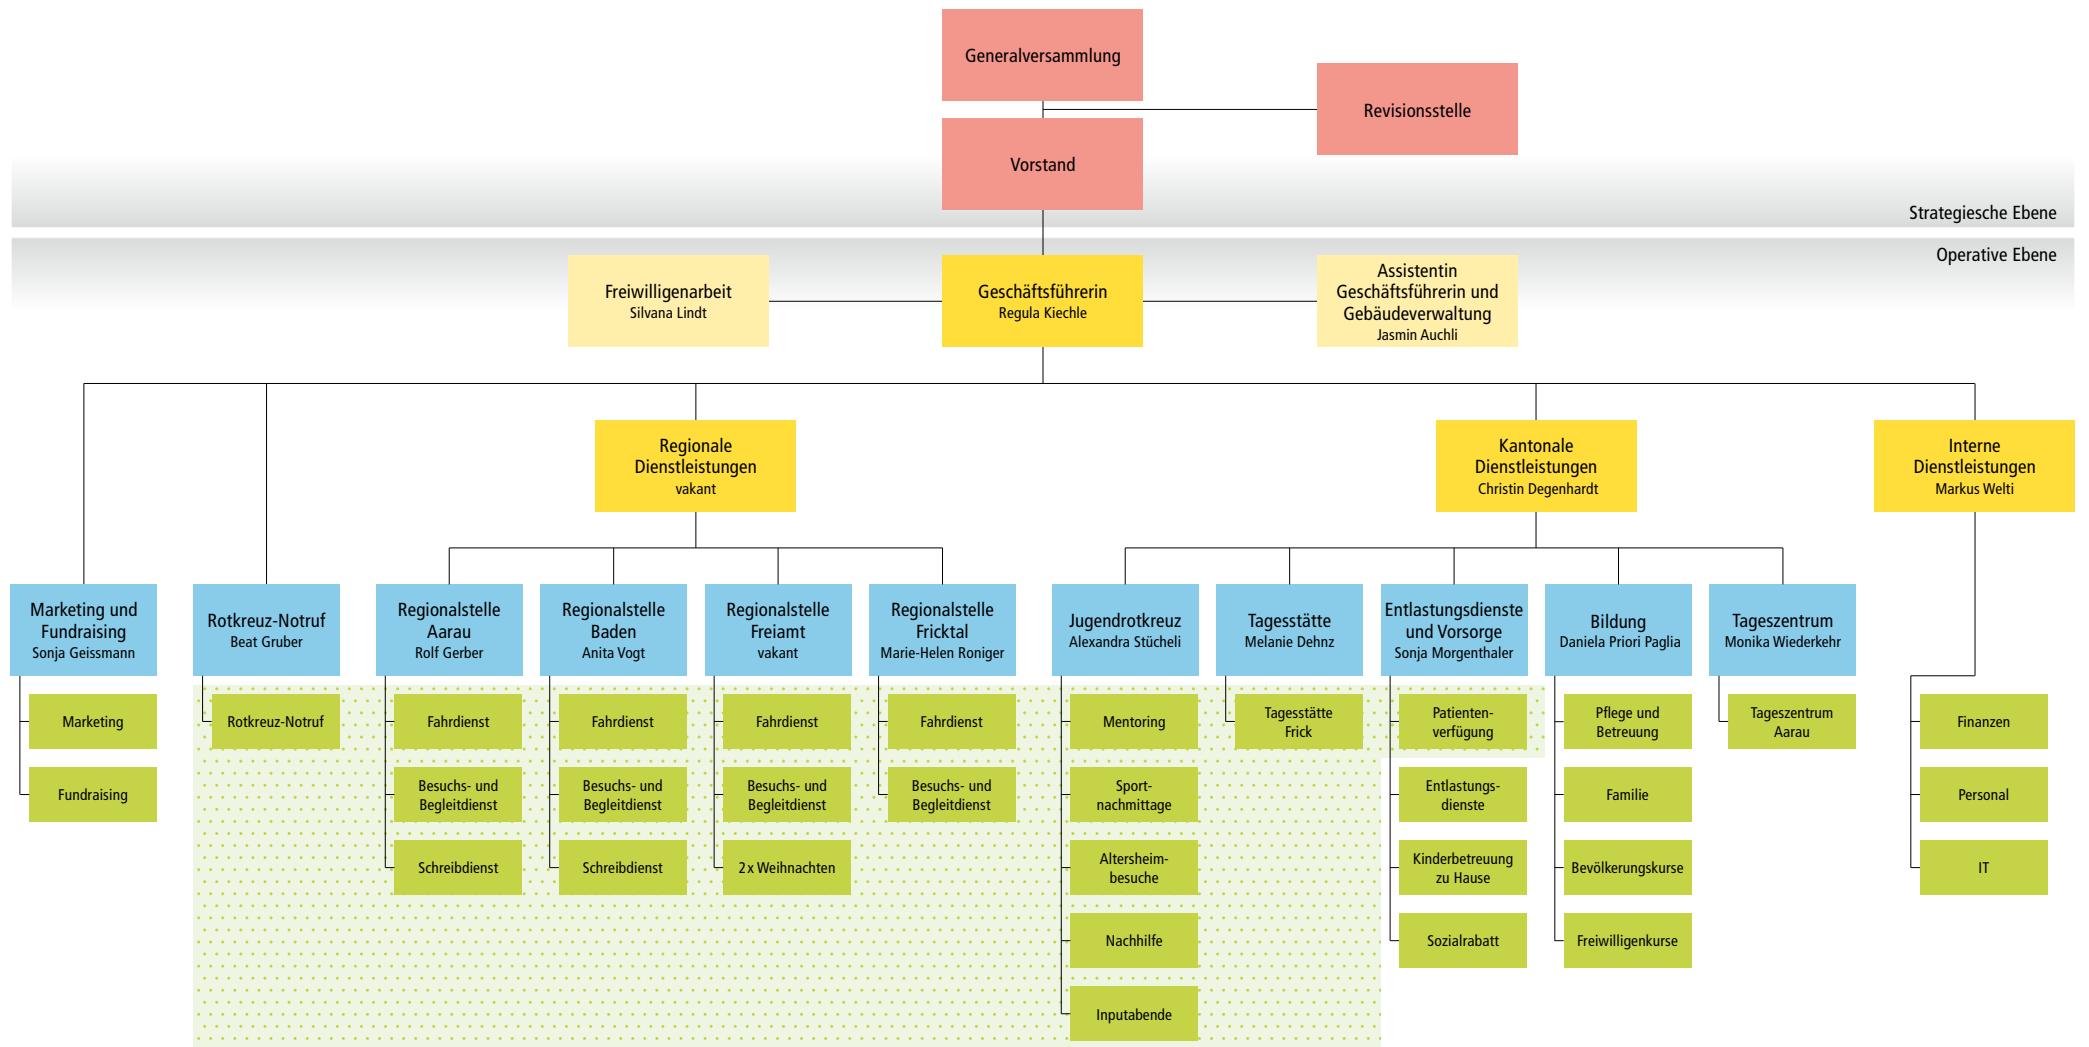 Generalversammlung
Revisionsstelle
Vorstand
Strategiesche Ebene
Operative Ebene
Freiwilligenarbeit
Silvana Lindt
Geschäftsführerin
Regula Kiechle
Assistentin
Geschäftsführerin und
Gebäudeverwaltung
Jasmin Auchli
Regionale
Dienstleistungen
vakant
Kantonale
Dienstleistungen
Christin Degenhardt
Interne
Dienstleistungen
Markus Welti
Marketing und
Fundraising
Sonja Geissmann
Rotkreuz-Notruf
Beat Gruber
Regionalstelle
Aarau
Rolf Gerber
Regionalstelle
Baden
Anita Vogt
Regionalstelle
Freiamt
vakant
Regionalstelle
Fricktal
Marie-Helen Roniger
Jugendrotkreuz
Alexandra Stücheli
Tagesstätte
Melanie Dehnz
Entlastungsdienste
und Vorsorge
Sonja Morgenthaler
Bildung
Daniela Priori Paglia
Tageszentrum
Monika Wiederkehr
Marketing
Fundraising
Rotkreuz-Notruf
Fahrdienst
Besuchs- und
Begleitdienst
Schreibdienst
Fahrdienst
Besuchs- und
Begleitdienst
Schreibdienst
Fahrdienst
Besuchs- und
Begleitdienst
2 x Weihnachten
Fahrdienst
Besuchs- und
Begleitdienst
Mentoring
Sport-
nachmittage
Altersheim-
besuche
Nachhilfe
Inputabende
Tagesstätte
Frick
Patienten-
verfügung
Entlastungs-
dienste
Kinderbetreuung
zu Hause
Sozialrabatt
Pflege und
Betreuung
Familie
Bevölkerungskurse
Freiwilligenkurse
Tageszentrum
Aarau
Finanzen
Personal
IT